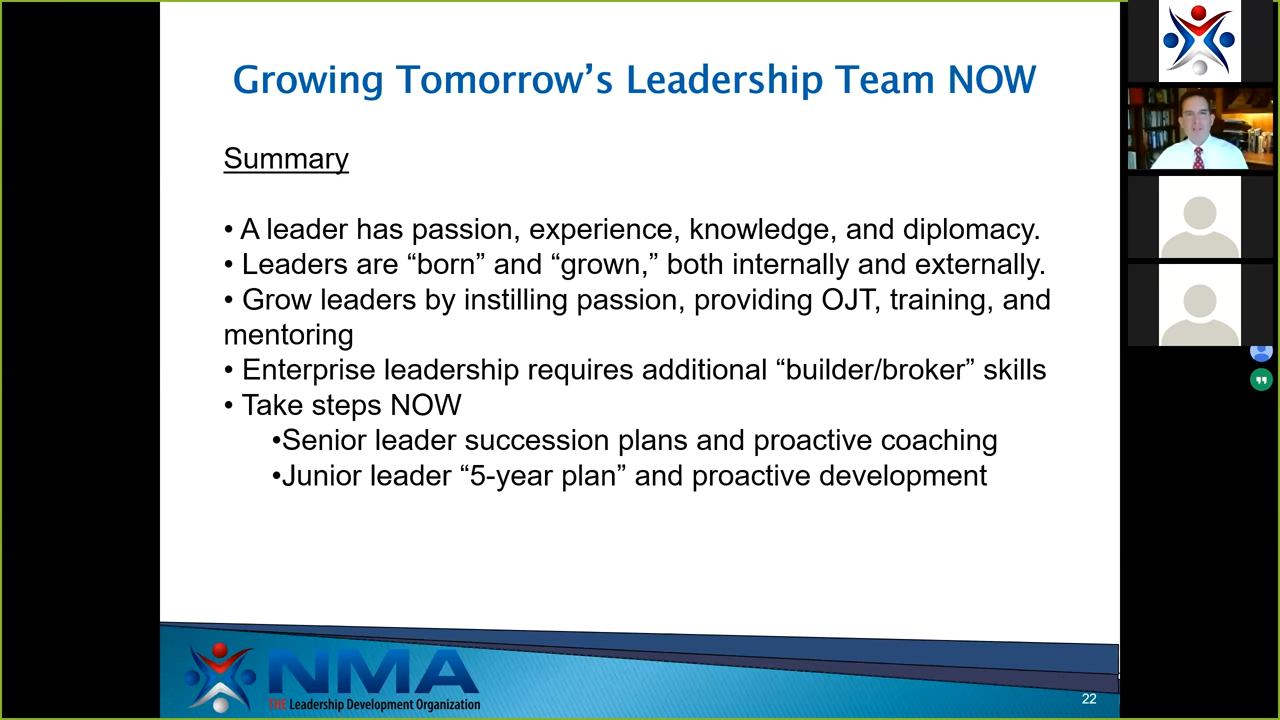 Growing Tomorrow’s Leadership Team NOW
Summary
• A leader has passion, experience, knowledge, and diplomacy.
• Leaders are “born” and “grown,” both internally and externally.
• Grow leaders by instilling passion, providing OJT, training, and
mentoring
• Enterprise leadership requires additional “builder/broker” skills
• Take steps NOW
•Senior leader succession plans and proactive coaching
•Junior leader “5-year plan” and proactive development
NMA
THE Leadership Development Organization
22